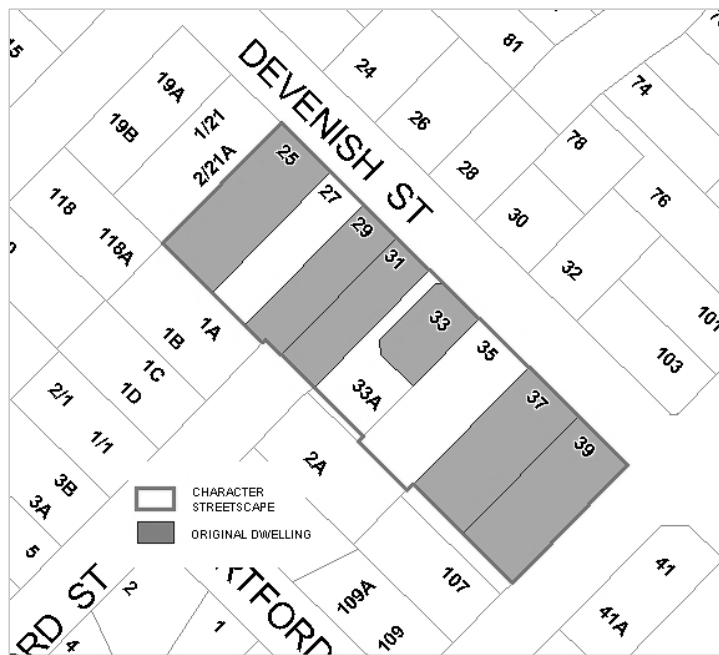 DEVENISH ST
81
24
74
19A
26
19B
1/21
78
25
2/21A
28
76
27
118
30
29
118A
31
32
33
101
1A
35
1B
103
1C
33A
37
1D
2/1
39
1/1
2A
3B
CHARACTER
STREETSCAPE
3A
ORIGINAL DWELLING
5
41
107
2
109A
RD ST
RTFORD
1
41A
109
4